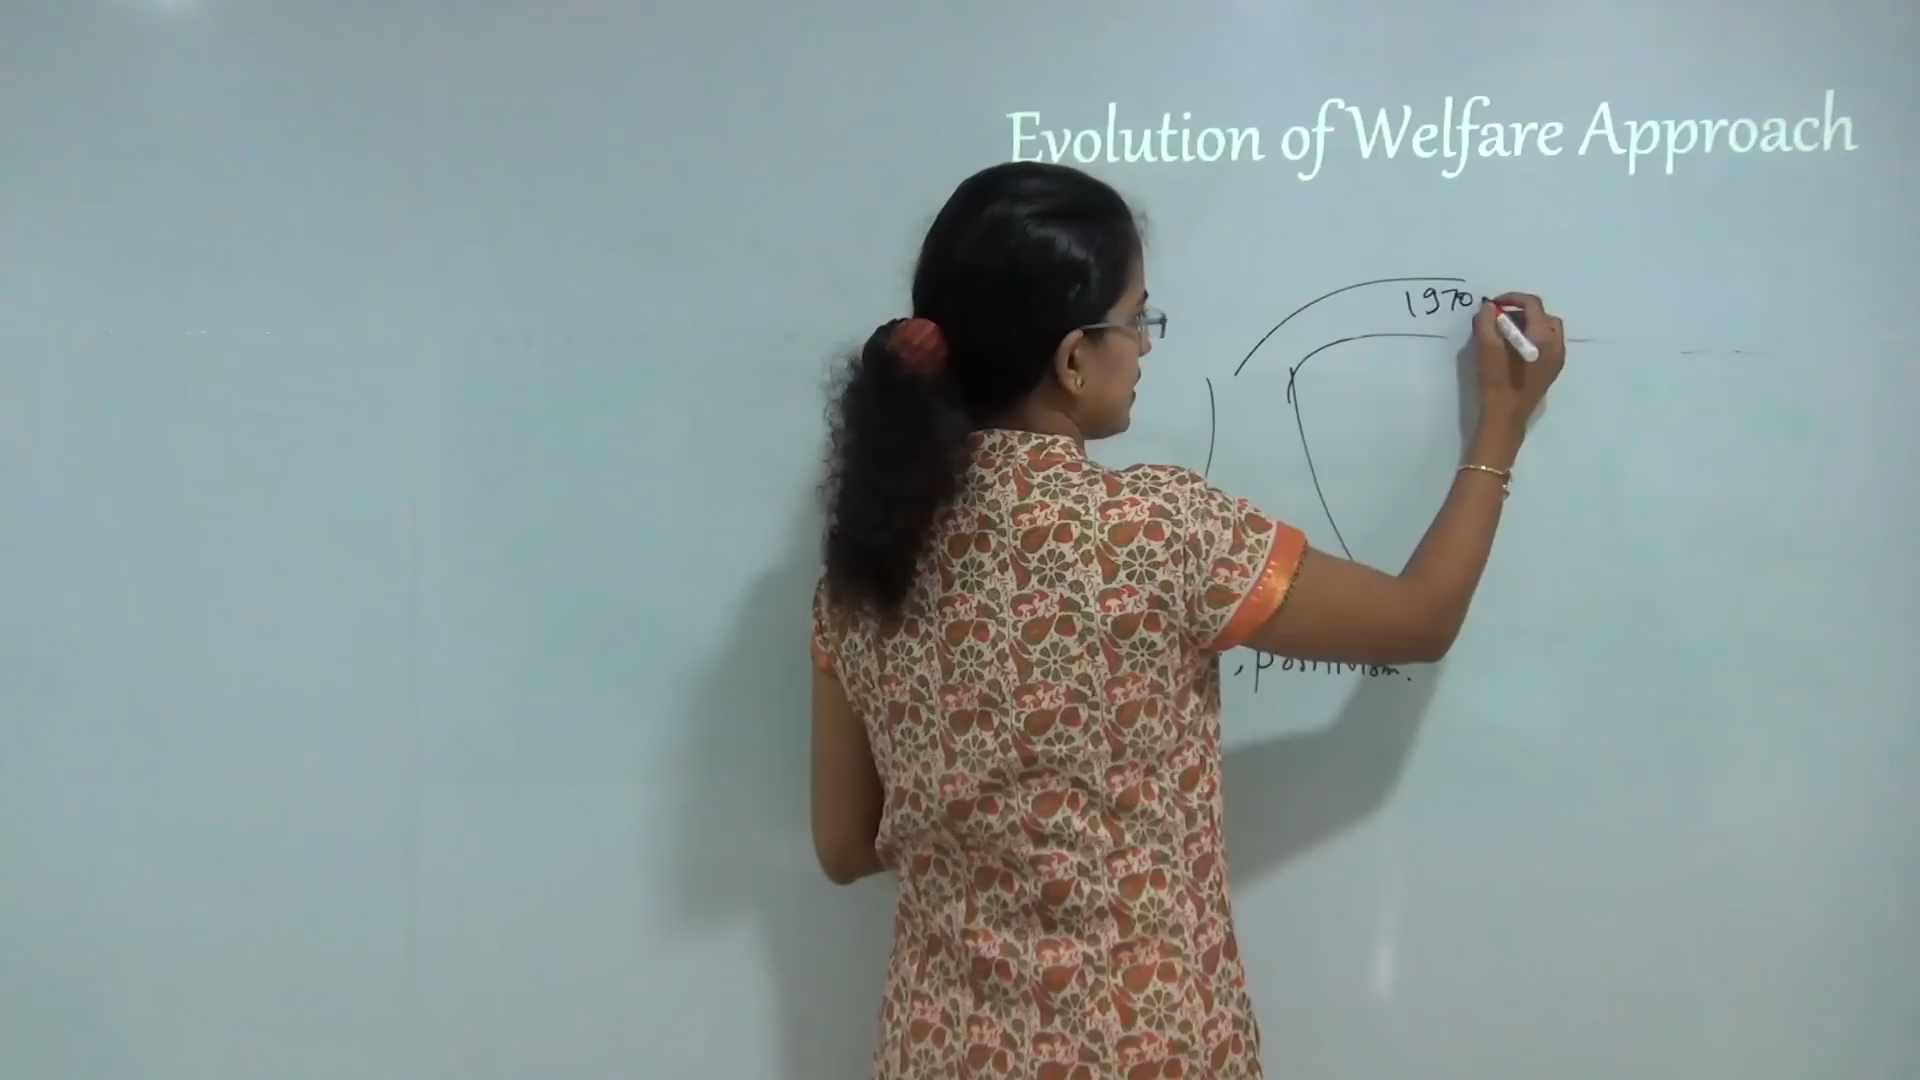 Evolution of Welfare Approach
1970
, positivism.